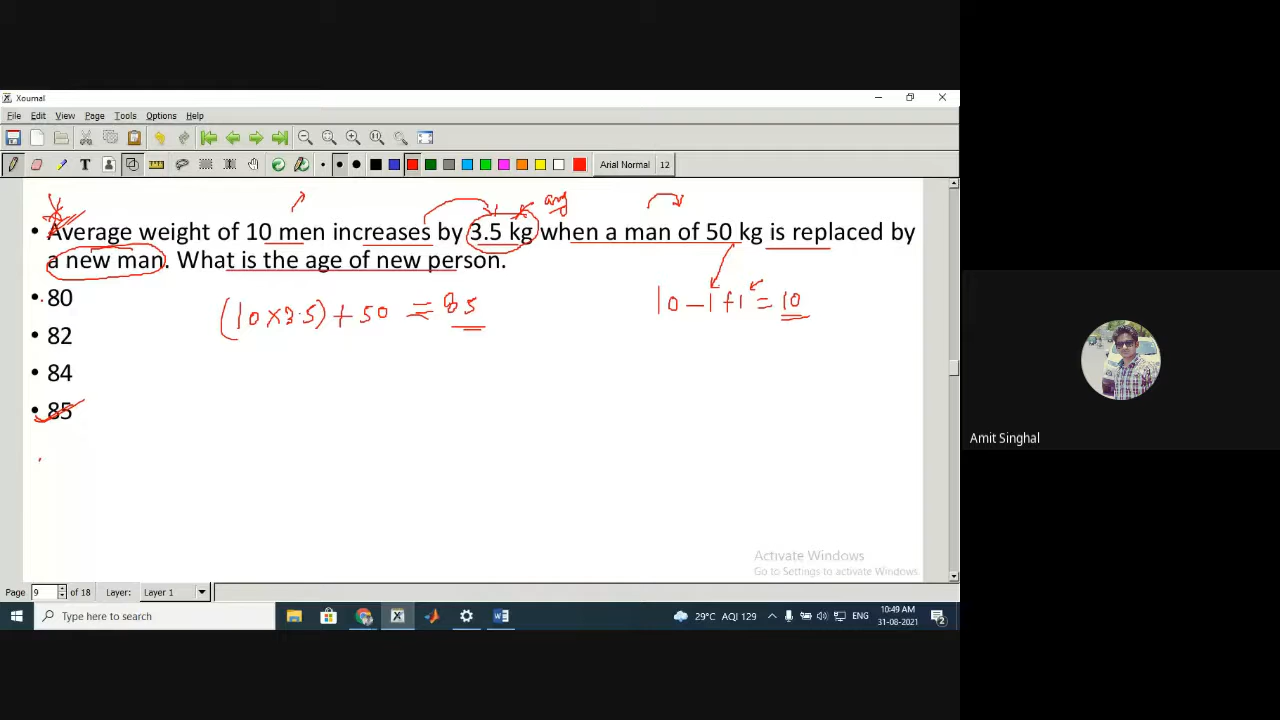 Xournal
File Edit View Page Tools Options Help
Arial Normal 12
avg
• Average weight of 10 men increases by 3.5 kg when a man of 50 kg is replaced by
a new man. What is the age of new person.
• 80
(10×3.5)+50 = 85
10-1+1=10
• 82
• 84
• 85
Amit Singhal
Activate Windows
Go to Settings to activate Windows.
Page 9 of 18 Layer: Layer 1
Type here to search
29°C AQI 129
ENG
10:49 AM
31-08-2021
2